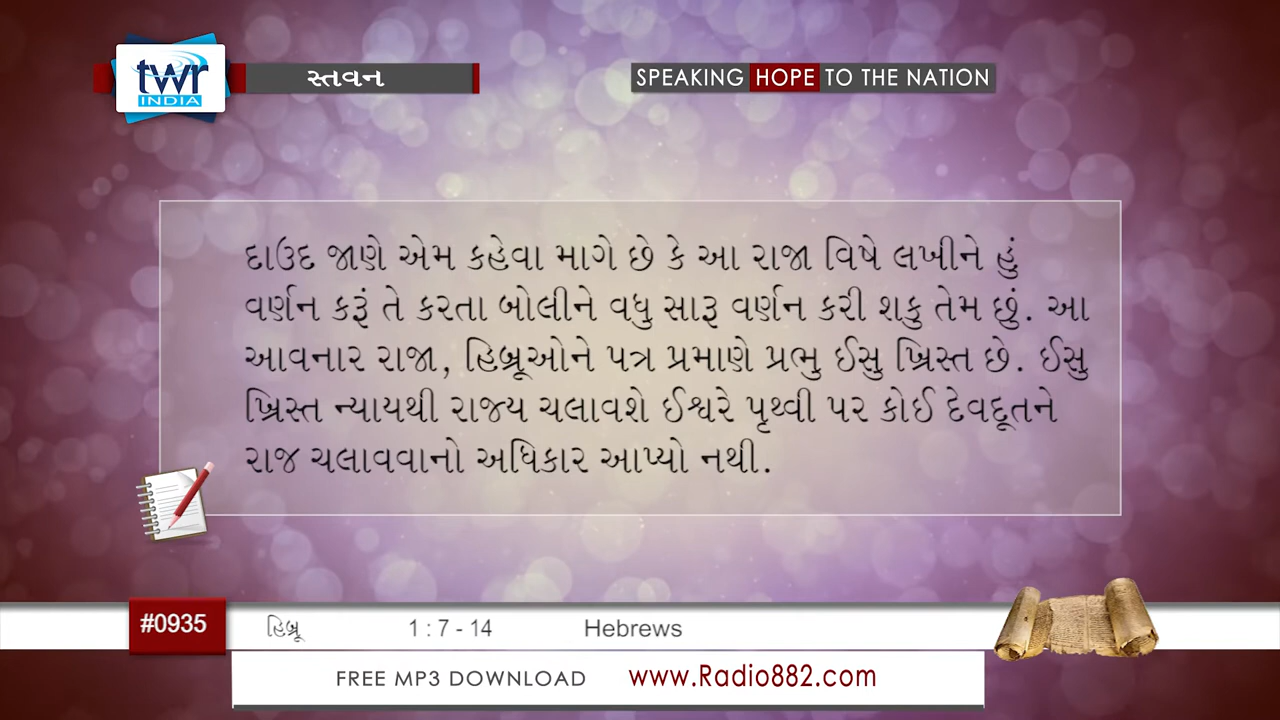 twr
INDIA
સ્તવન
SPEAKING HOPE TO THE NATION
દાઉદ જાણે એમ કહેવા માગે છે કે આ રાજા વિષે લખીને હું
વર્ણન કરૂં તે કરતા બોલીને વધુ સારૂ વર્ણન કરી શકુ તેમ છું. આ
આવનાર રાજા, હિબ્રૂઓને પત્ર પ્રમાણે પ્રભુ ઈસુ ખ્રિસ્ત છે. ઈસુ
ખ્રિસ્ત ન્યાયથી રાજ્ય ચલાવશે ઈશ્વરે પૃથ્વી પર કોઈ દેવદૂતને
રાજ ચલાવવાનો અધિકાર આપ્યો નથી.
#0935 હિબ્રૂ 1 : 7 - 14 Hebrews
FREE MP3 DOWNLOAD www.Radio882.com